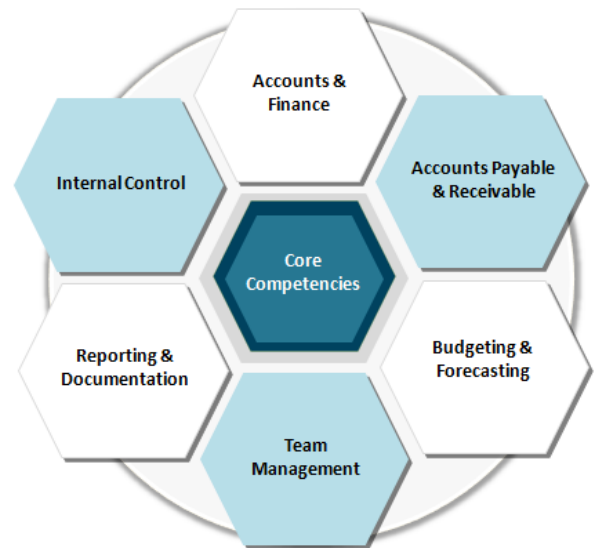 Accounts &
Finance
Accounts Payable
& Receivable
Internal Control
Core
Competencies
Budgeting &
Forecasting
Reporting &
Documentation
Team
Management